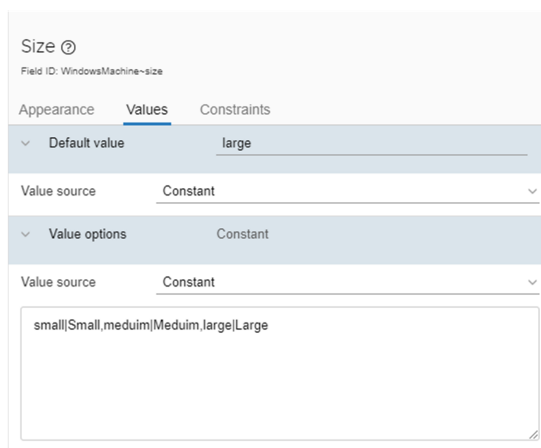 Size ?
Field ID: WindowsMachine~size
Appearance Values Constraints
Default value large
Value source Constant
Value options Constant
Value source Constant
small|Small,meduim|Meduim,large|Large